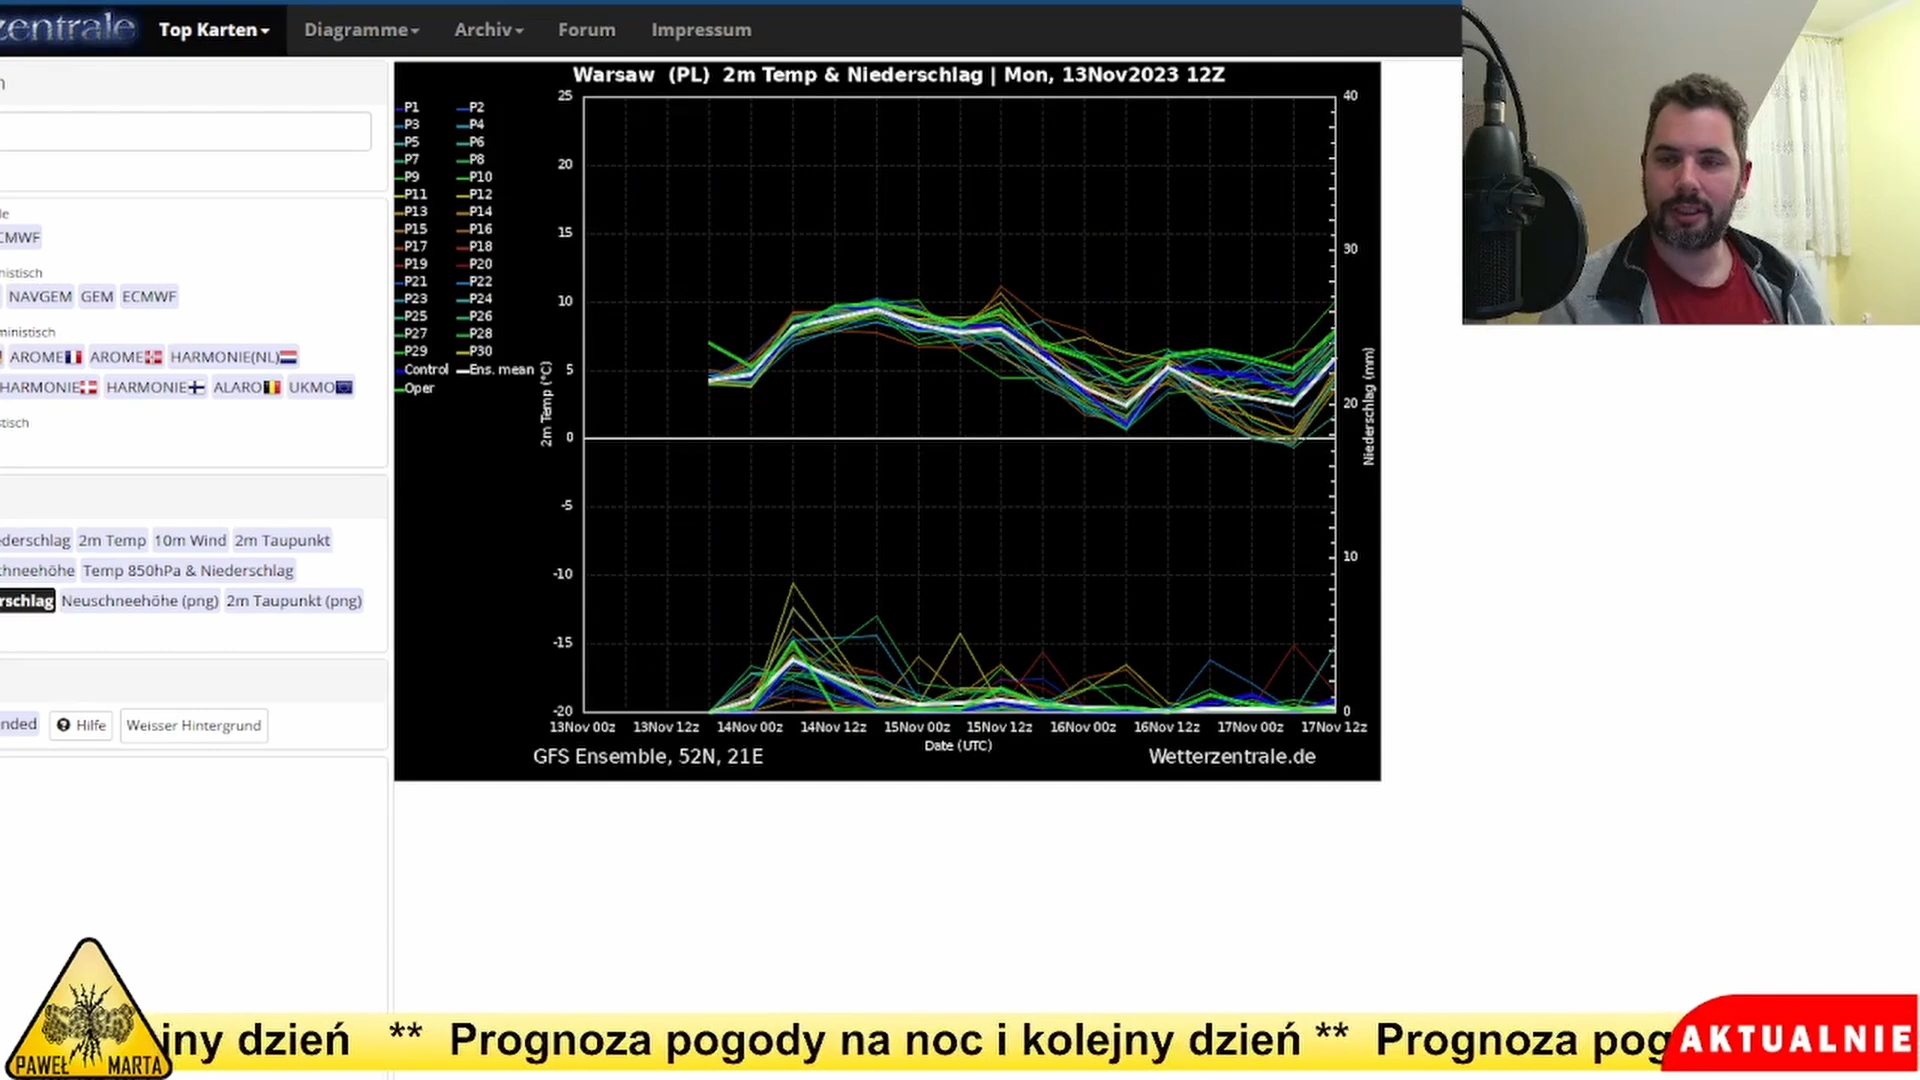 zentrale
Top Karten
Diagramme
Archiv
Forum
Impressum
CMWF
NAVGEM GEM ECMWF
AROME AROME HARMONIE(NL)
HARMONIE HARMONIE ALARO UKMO
ederschlag 2m Temp 10m Wind 2m Taupunkt
chneehöhe Temp 850hPa & Niederschlag
rschlag Neuschneehöhe (png) 2m Taupunkt (png)
nded Hilfe Weisser Hintergrund
Warsaw (PL) 2m Temp & Niederschlag | Mon, 13Nov2023 12Z
P1 P2
P3 P4
P5 P6
P7 P8
P9 P10
P11 P12
P13 P14
P15 P16
P17 P18
P19 P20
P21 P22
P23 P24
P25 P26
P27 P28
P29 P30
Control Ens. mean
Oper
2m Temp (°C)
25
20
15
10
5
0
-5
-10
-15
-20
40
30
20
10
0
Niederschlag (mm)
13Nov 00z 13Nov 12z 14Nov 00z 14Nov 12z 15Nov 00z 15Nov 12z 16Nov 00z 16Nov 12z 17Nov 00z 17Nov 12z
Date (UTC)
GFS Ensemble, 52N, 21E
Wetterzentrale.de
PAWEŁ MARTA
jny dzień ** Prognoza pogody na noc i kolejny dzień ** Prognoza pog
AKTUALNIE